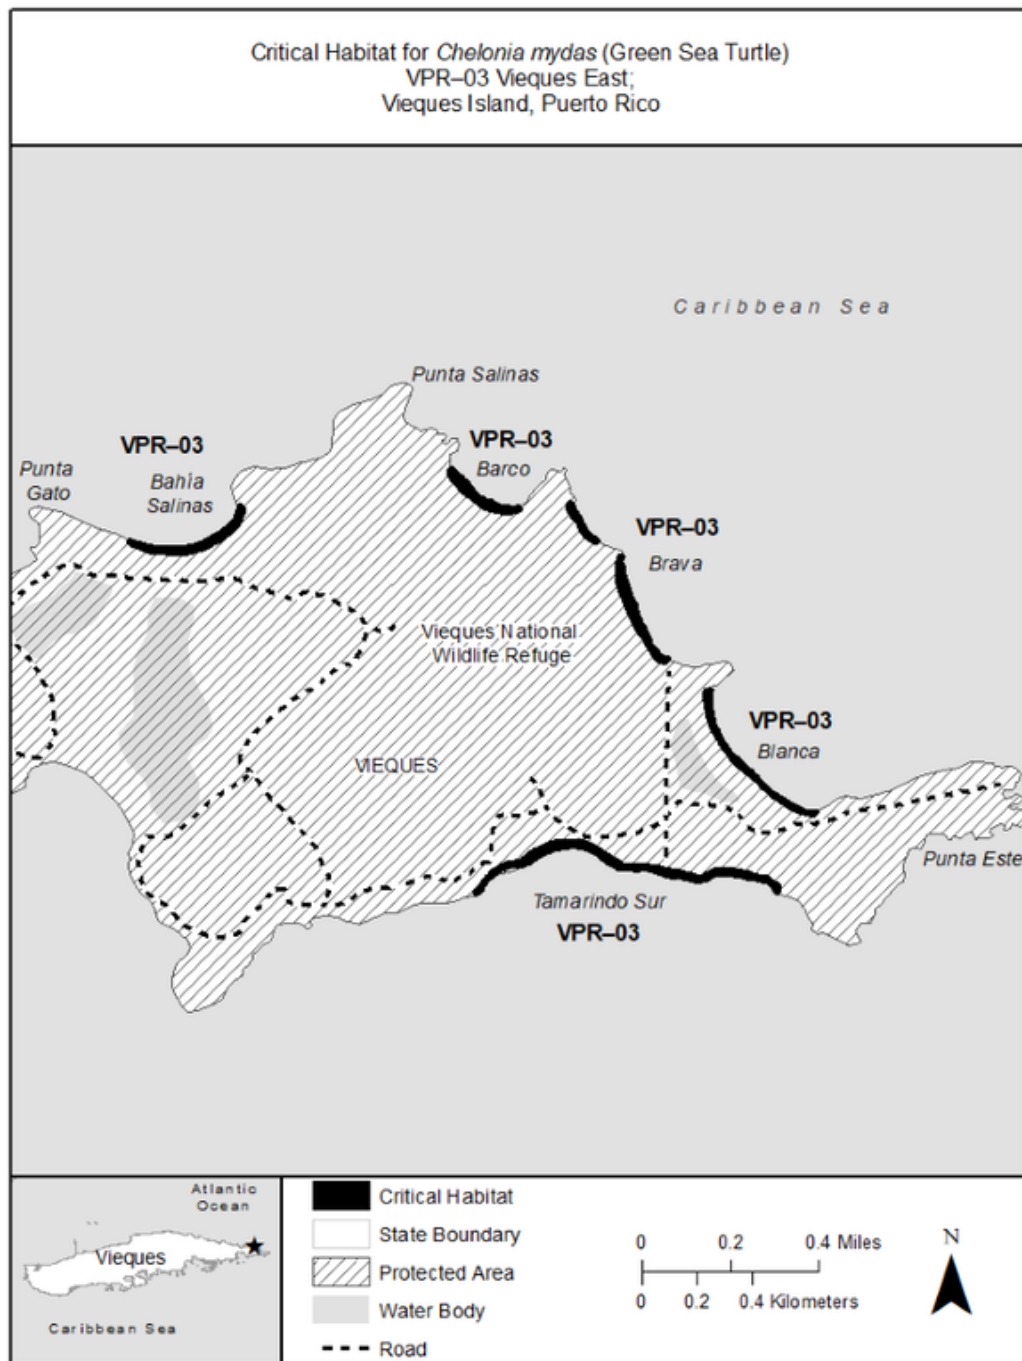 Critical Habitat for Chelonia mydas (Green Sea Turtle)
VPR–03 Vieques East;
Vieques Island, Puerto Rico
Caribbean Sea
Punta Salinas
VPR–03
Barco
VPR–03
Bahía
Salinas
Punta
Gato
VPR–03
Brava
Vieques National
Wildlife Refuge
VPR–03
Blanca
VIEQUES
Punta Este
Tamarindo Sur
VPR–03
Atlantic
Ocean
Vieques
Caribbean Sea
Critical Habitat
State Boundary
Protected Area
Water Body
Road
0 0.2 0.4 Miles
0 0.2 0.4 Kilometers
N